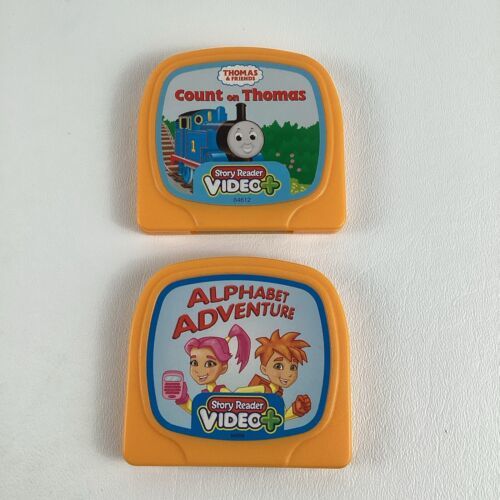 THOMAS
& FRIENDS
Count on Thomas
1
Story Reader
VIDEO+
84612
ALPHABET
ADVENTURE
Story Reader
VIDEO+